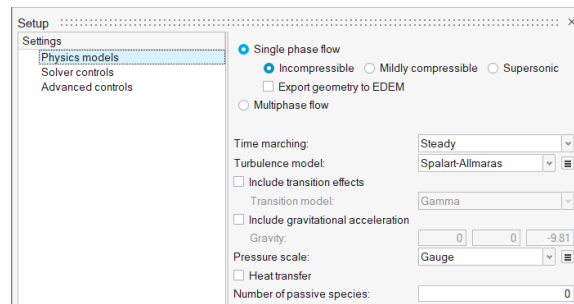 Setup
Settings
Physics models
Solver controls
Advanced controls
Single phase flow
Incompressible Mildly compressible Supersonic
Export geometry to EDEM
Multiphase flow
Time marching: Steady
Turbulence model: Spalart-Allmaras
Include transition effects
Transition model: Gamma
Include gravitational acceleration
Gravity: 0 0 -9.81
Pressure scale: Gauge
Heat transfer
Number of passive species: 0